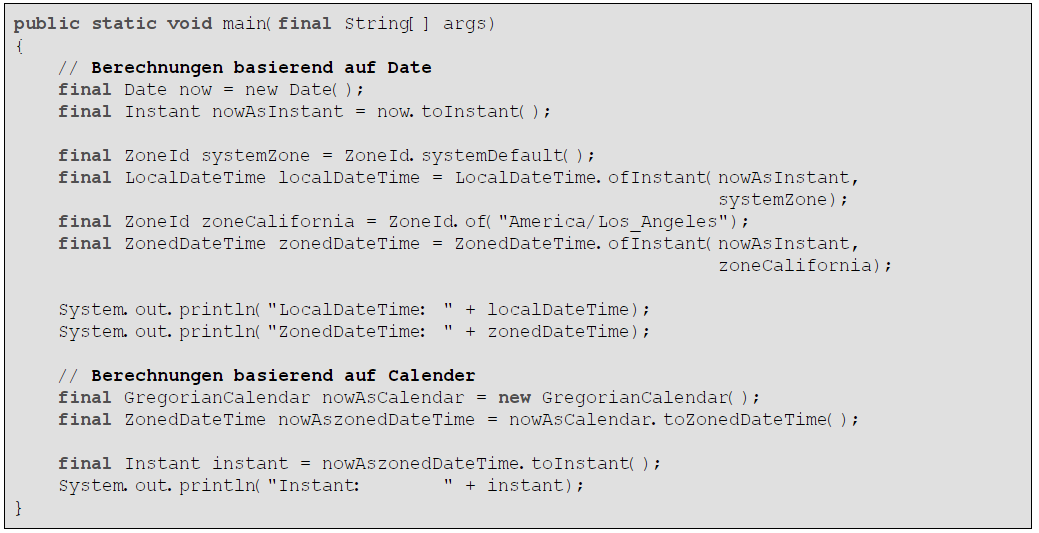 public static void main(final String[] args)
{
    // Berechnungen basierend auf Date
    final Date now = new Date();
    final Instant nowAsInstant = now.toInstant();

    final ZoneId systemZone = ZoneId.systemDefault();
    final LocalDateTime localDateTime = LocalDateTime.ofInstant(nowAsInstant,
                                                                systemZone);
    final ZoneId zoneCalifornia = ZoneId.of("America/Los_Angeles");
    final ZonedDateTime zonedDateTime = ZonedDateTime.ofInstant(nowAsInstant,
                                                                zoneCalifornia);

    System.out.println("LocalDateTime: " + localDateTime);
    System.out.println("ZonedDateTime: " + zonedDateTime);

    // Berechnungen basierend auf Calender
    final GregorianCalendar nowAsCalendar = new GregorianCalendar();
    final ZonedDateTime nowAszonedDateTime = nowAsCalendar.toZonedDateTime();

    final Instant instant = nowAszonedDateTime.toInstant();
    System.out.println("Instant:       " + instant);
}